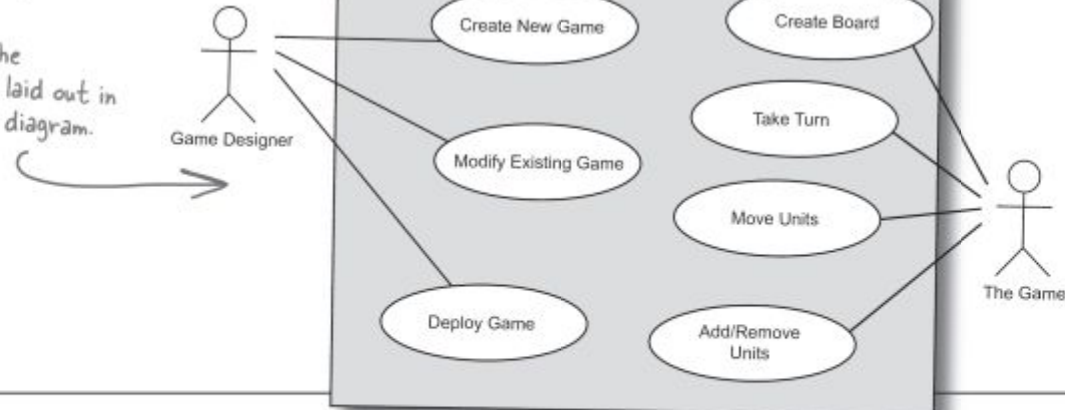 laid out in
diagram.
Game Designer
Create New Game
Modify Existing Game
Deploy Game
Create Board
Take Turn
Move Units
Add/Remove
Units
The Game